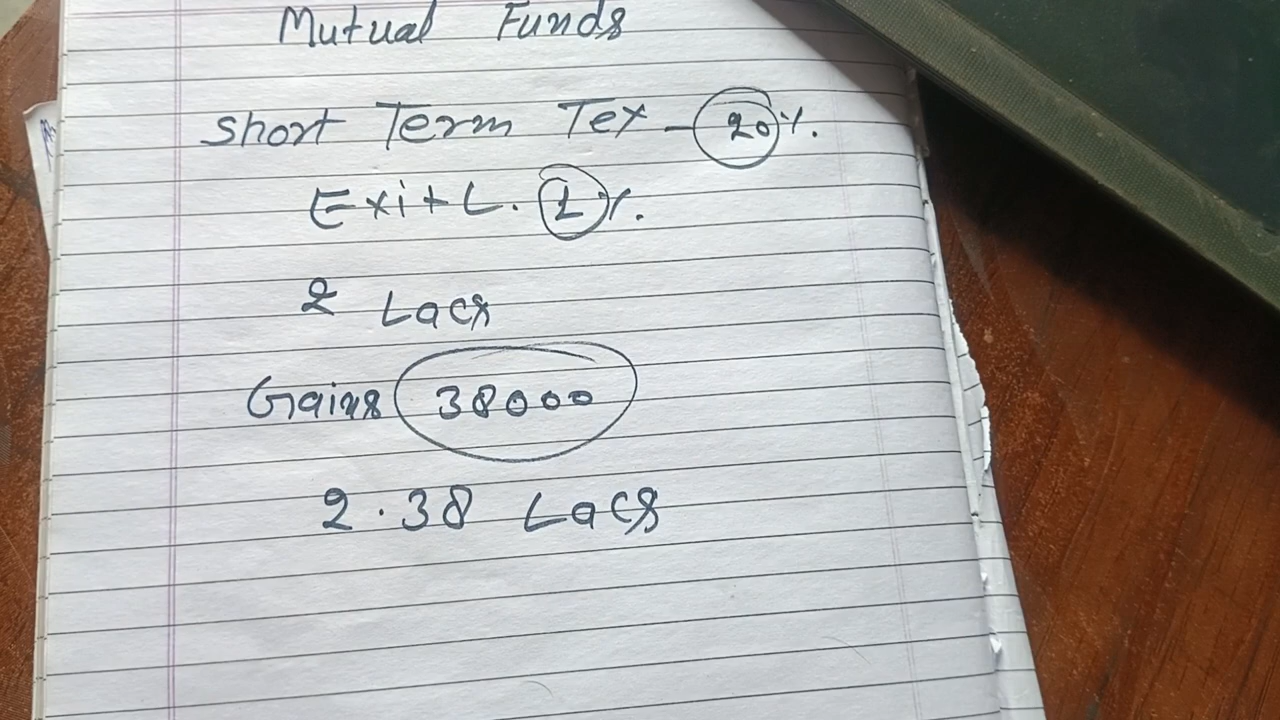 Mutual Funds
Short Term Tex - 20%.
Exit L. 1%.
2 Lacs
Gains 38000
2.38 Lacs